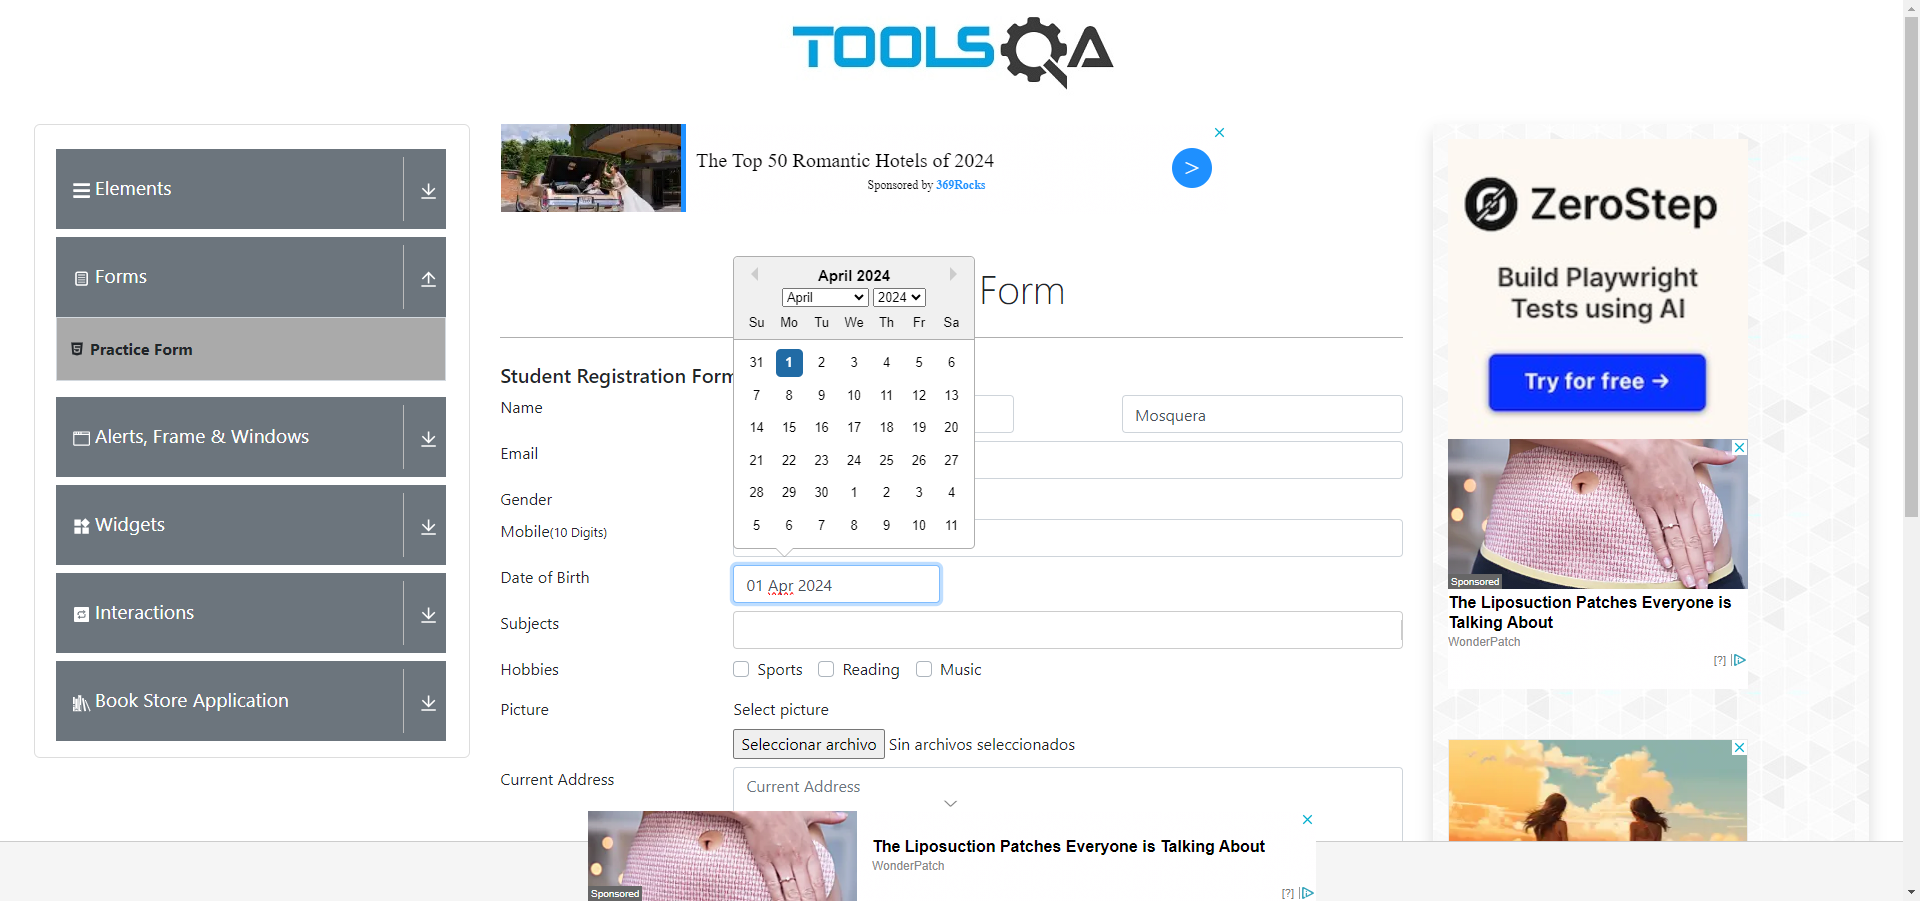 TOOLSQA
Elements
Forms
Practice Form
Alerts, Frame & Windows
Widgets
Interactions
Book Store Application
The Top 50 Romantic Hotels of 2024
Sponsored by 369Rocks
>
Form
Student Registration Form
Name
Mosquera
Email
Gender
Mobile(10 Digits)
Date of Birth
01 Apr 2024
Subjects
Hobbies
Sports Reading Music
Picture
Select picture
Seleccionar archivo Sin archivos seleccionados
Current Address
Current Address
April 2024
April 2024
Su Mo Tu We Th Fr Sa
31 1 2 3 4 5 6
7 8 9 10 11 12 13
14 15 16 17 18 19 20
21 22 23 24 25 26 27
28 29 30 1 2 3 4
5 6 7 8 9 10 11
ZeroStep
Build Playwright
Tests using AI
Try for free →
Sponsored
The Liposuction Patches Everyone is
Talking About
WonderPatch
[?]
Sponsored
The Liposuction Patches Everyone is Talking About
WonderPatch
[?]